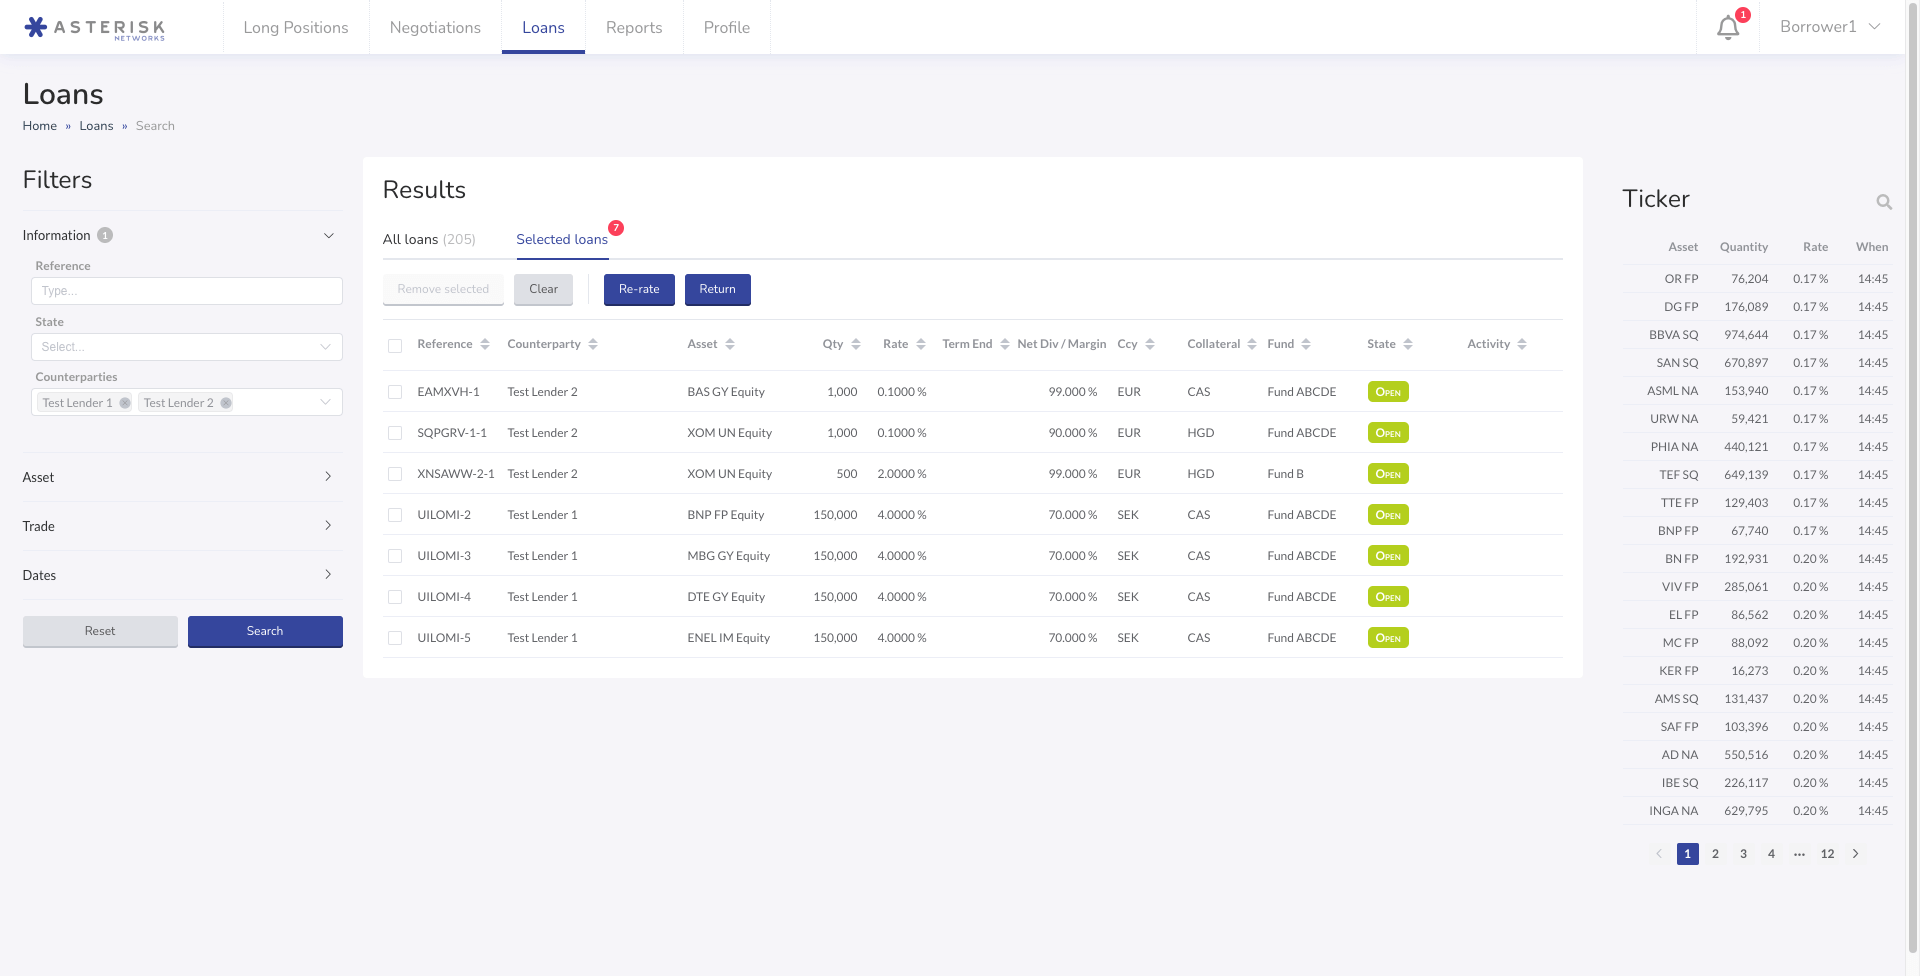 ASTERISK
NETWORKS
Long Positions
Negotiations
Loans
Reports
Profile
1
Borrower1
Loans
Home » Loans » Search
Filters
Information 1
Reference
Type...
State
Select...
Counterparties
Test Lender 1 Test Lender 2
Asset
Trade
Dates
Reset Search
Results
All loans (205) Selected loans 7
Remove selected Clear Re-rate Return
Reference Counterparty Asset Qty Rate Term End Net Div / Margin Ccy Collateral Fund State Activity
EAMXVH-1 Test Lender 2 BAS GY Equity 1,000 0.1000 % 99.000 % EUR CAS Fund ABCDE Open
SQPGRV-1-1 Test Lender 2 XOM UN Equity 1,000 0.1000 % 90.000 % EUR HGD Fund ABCDE Open
XNSAWW-2-1 Test Lender 2 XOM UN Equity 500 2.0000 % 99.000 % EUR HGD Fund B Open
UILOMI-2 Test Lender 1 BNP FP Equity 150,000 4.0000 % 70.000 % SEK CAS Fund ABCDE Open
UILOMI-3 Test Lender 1 MBG GY Equity 150,000 4.0000 % 70.000 % SEK CAS Fund ABCDE Open
UILOMI-4 Test Lender 1 DTE GY Equity 150,000 4.0000 % 70.000 % SEK CAS Fund ABCDE Open
UILOMI-5 Test Lender 1 ENEL IM Equity 150,000 4.0000 % 70.000 % SEK CAS Fund ABCDE Open
Ticker
Asset Quantity Rate When
OR FP 76,204 0.17 % 14:45
DG FP 176,089 0.17 % 14:45
BBVA SQ 974,644 0.17 % 14:45
SAN SQ 670,897 0.17 % 14:45
ASML NA 153,940 0.17 % 14:45
URW NA 59,421 0.17 % 14:45
PHIA NA 440,121 0.17 % 14:45
TEF SQ 649,139 0.17 % 14:45
TTE FP 129,403 0.17 % 14:45
BNP FP 67,740 0.17 % 14:45
BN FP 192,931 0.20 % 14:45
VIV FP 285,061 0.20 % 14:45
EL FP 86,562 0.20 % 14:45
MC FP 88,092 0.20 % 14:45
KER FP 16,273 0.20 % 14:45
AMS SQ 131,437 0.20 % 14:45
SAF FP 103,396 0.20 % 14:45
AD NA 550,516 0.20 % 14:45
IBE SQ 226,117 0.20 % 14:45
INGA NA 629,795 0.20 % 14:45
1 2 3 4 ••• 12